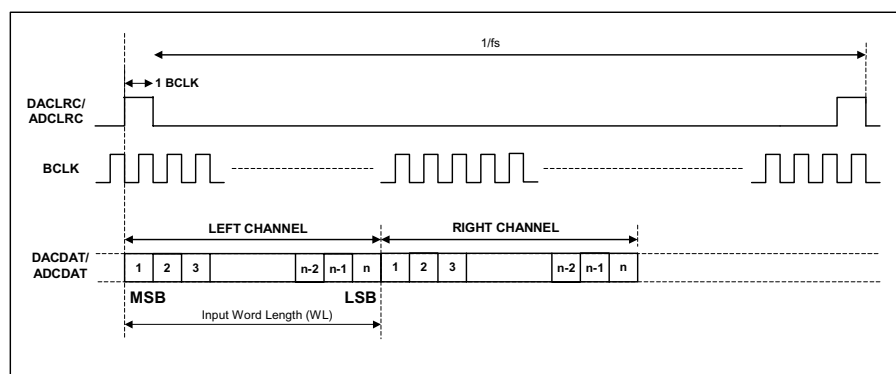 1/fs
1 BCLK
DACLRC/
ADCLRC
BCLK
LEFT CHANNEL
RIGHT CHANNEL
DACDAT/
ADCDAT
1 2 3 n-2 n-1 n 1 2 3 n-2 n-1 n
MSB LSB
Input Word Length (WL)